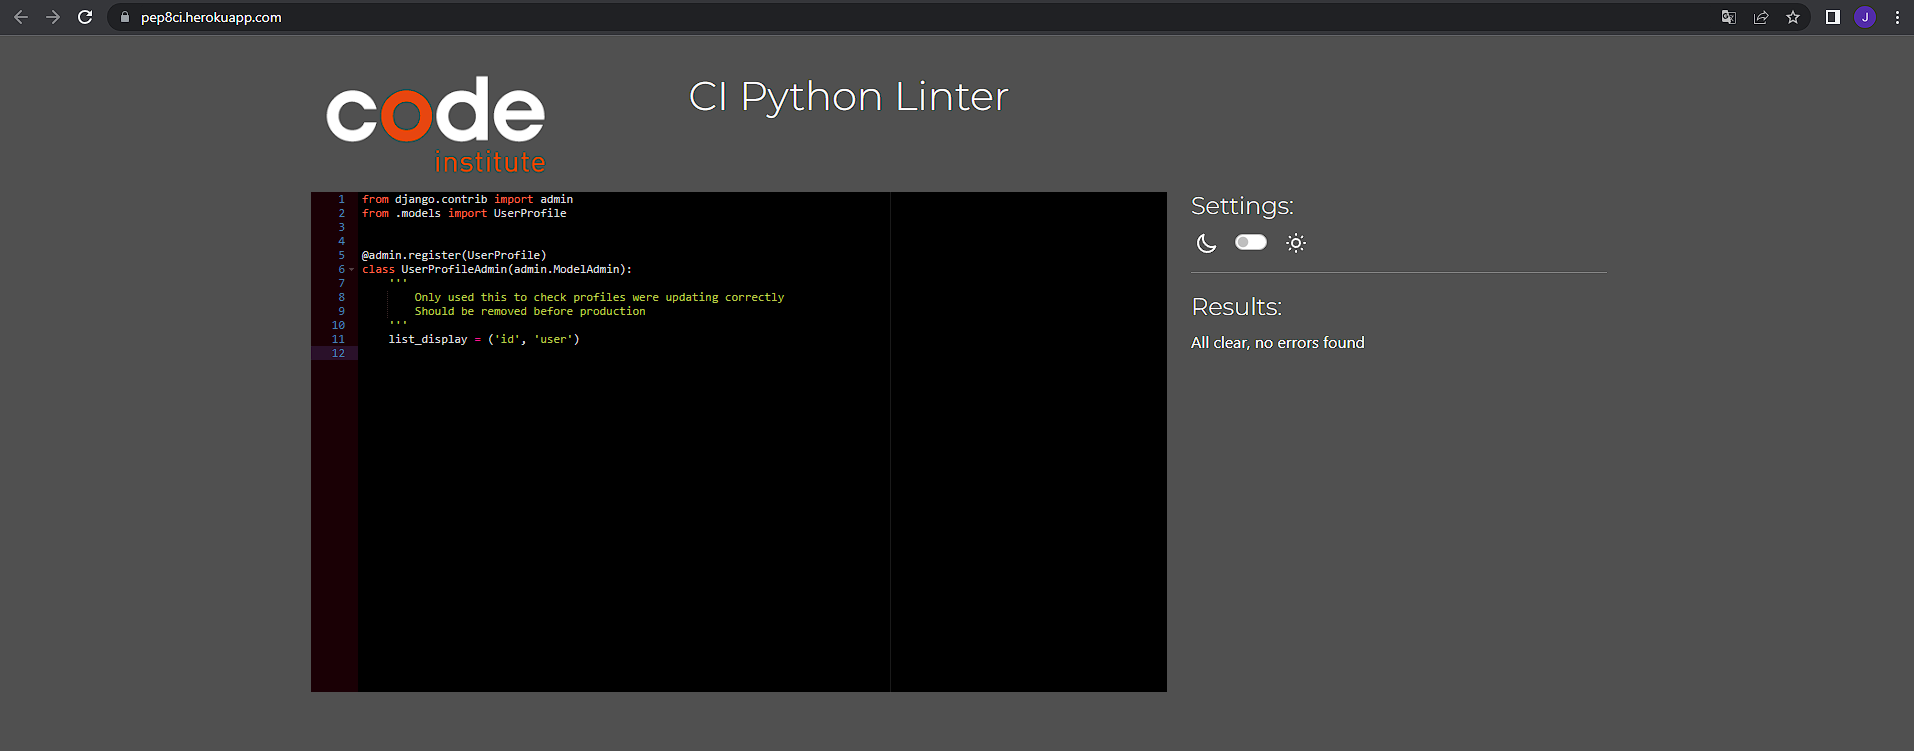 pep8ci.herokuapp.com
J
code
institute
CI Python Linter
1 from django.contrib import admin
2 from .models import UserProfile
3
4
5 @admin.register(UserProfile)
6 class UserProfileAdmin(admin.ModelAdmin):
7 '''
8 Only used this to check profiles were updating correctly
9 Should be removed before production
10 '''
11 list_display = ('id', 'user')
12
Settings:
Results:
All clear, no errors found